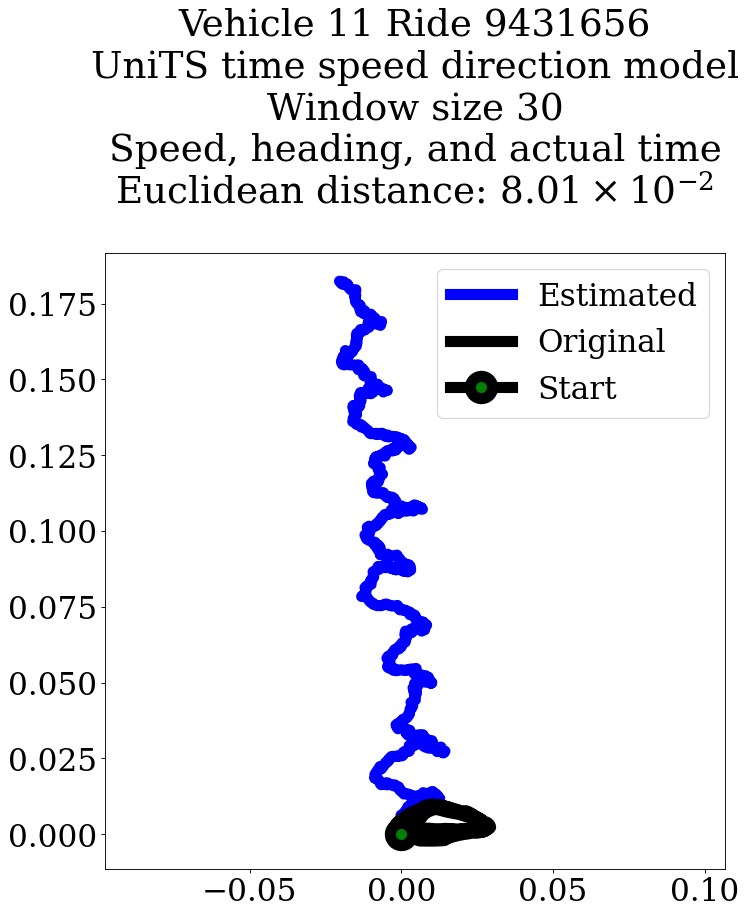 Vehicle 11 Ride 9431656
UniTS time speed direction model
Window size 30
Speed, heading, and actual time
Euclidean distance: 8.01 × 10⁻²
Estimated
Original
Start
0.175
0.150
0.125
0.100
0.075
0.050
0.025
0.000
−0.05 0.00 0.05 0.10